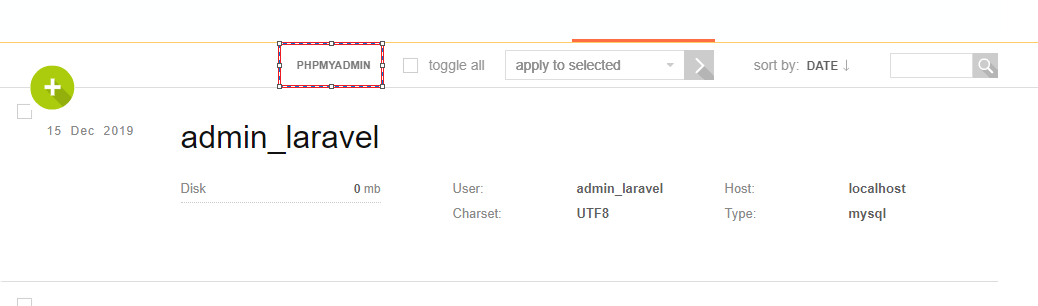 PHPMYADMIN
toggle all
apply to selected
sort by: DATE ↓
15 Dec 2019
admin_laravel
Disk 0 mb
User: admin_laravel
Host: localhost
Charset: UTF8
Type: mysql